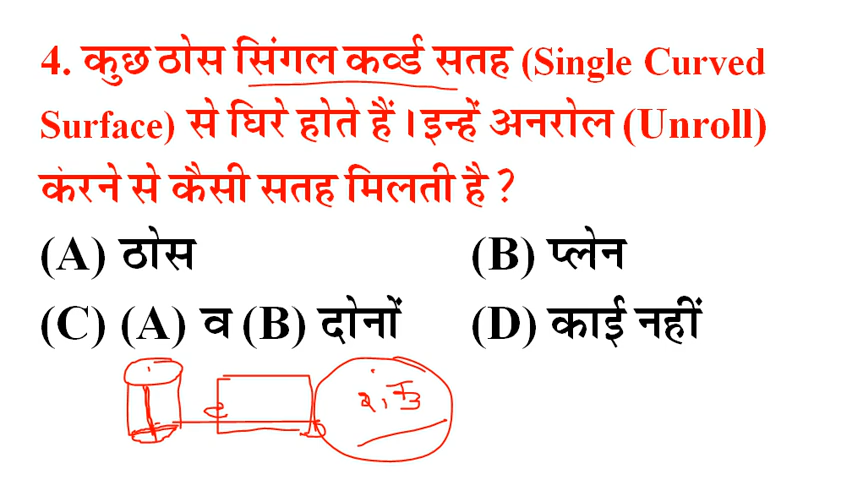 4. कुछ ठोस सिंगल कर्व्ड सतह (Single Curved
Surface) से घिरे होते हैं । इन्हें अनरोल (Unroll)
करने से कैसी सतह मिलती है ?
(A) ठोस (B) प्लेन
(C) (A) व (B) दोनों (D) काई नहीं